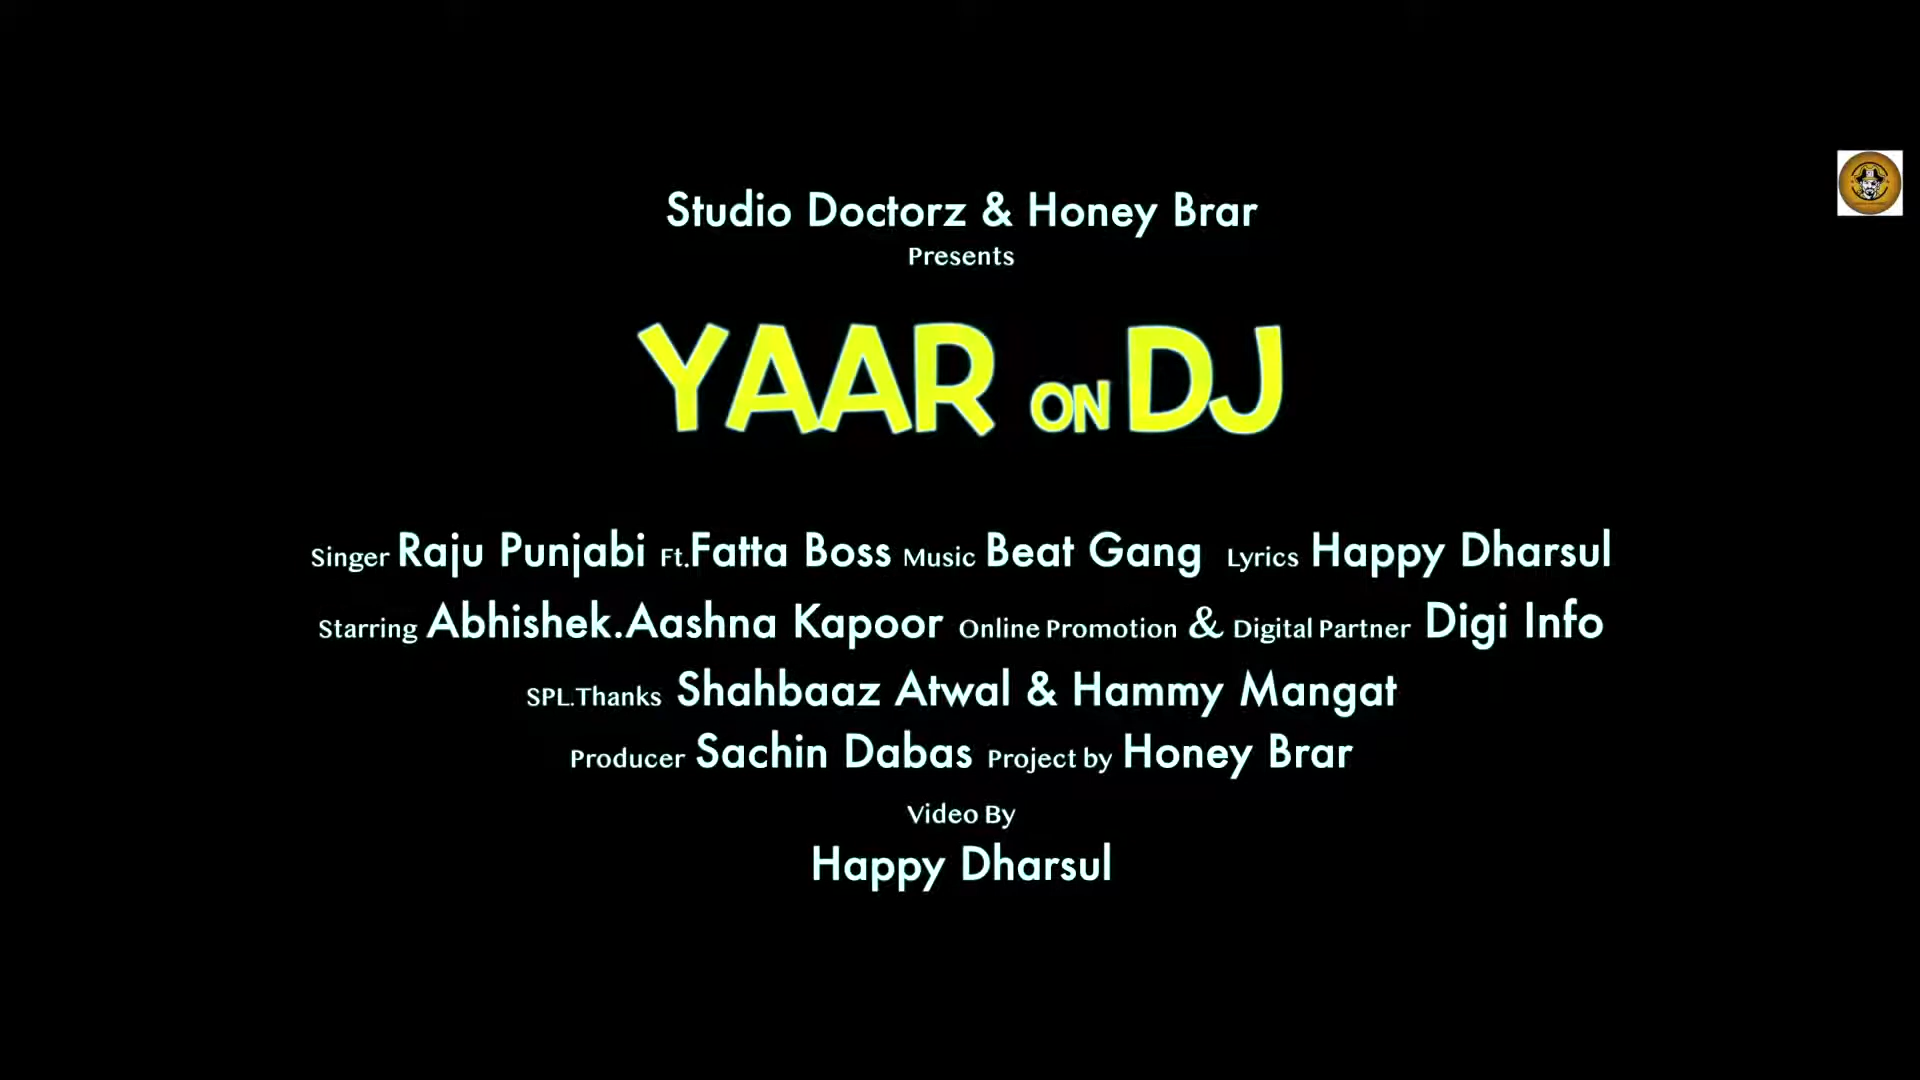 Studio Doctorz & Honey Brar
Presents
YAAR ON DJ
Singer Raju Punjabi Ft.Fatta Boss Music Beat Gang Lyrics Happy Dharsul
Starring Abhishek.Aashna Kapoor Online Promotion & Digital Partner Digi Info
SPL.Thanks Shahbaaz Atwal & Hammy Mangat
Producer Sachin Dabas Project by Honey Brar
Video By
Happy Dharsul